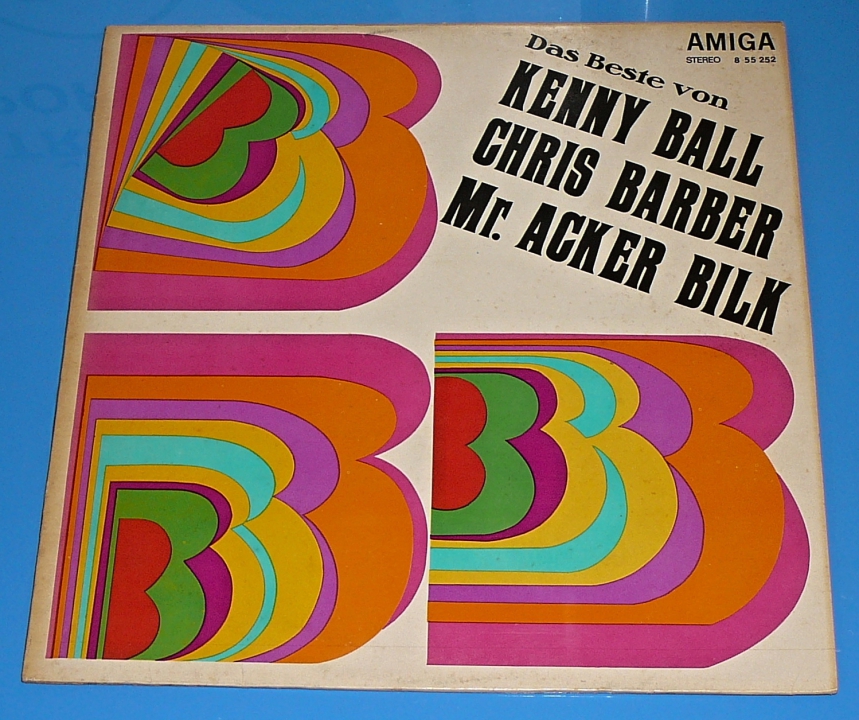 AMIGA
STEREO 8 55 252
Das Beste von
KENNY BALL
CHRIS BARBER
Mr. ACKER BILK